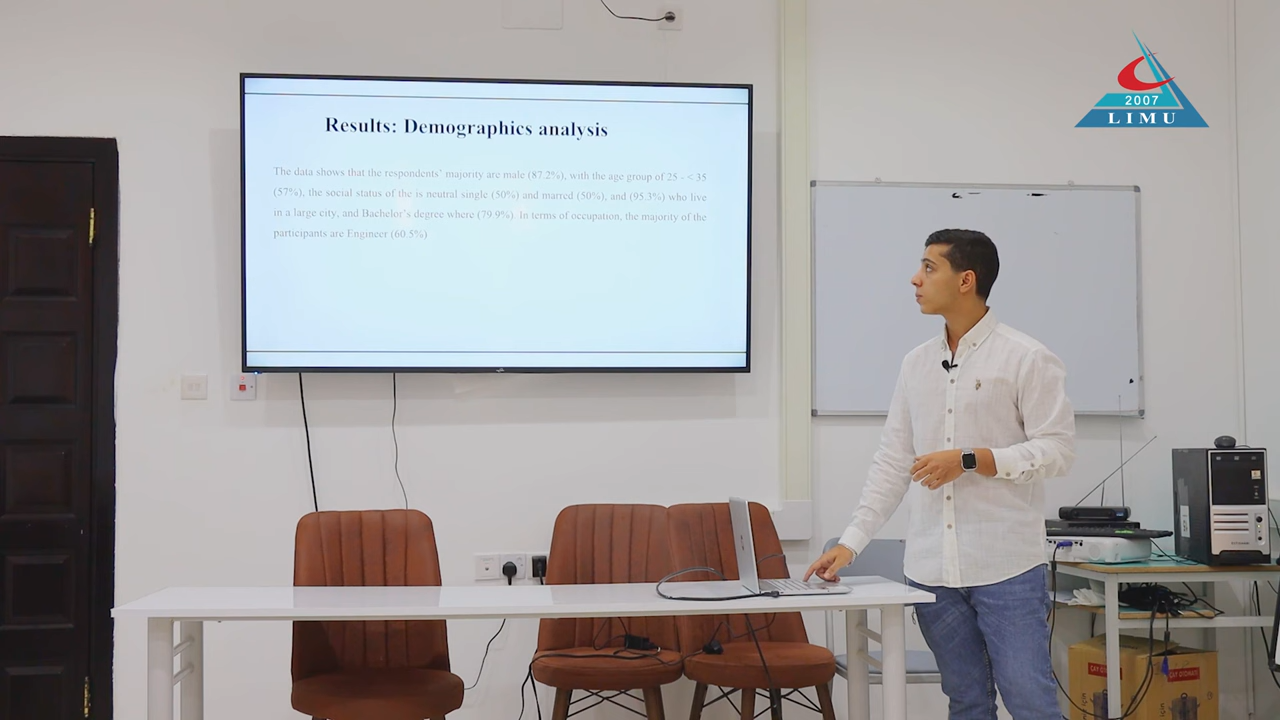 Results: Demographics analysis
The data shows that the respondents' majority are male (87.2%), with the age group of 25 - < 35
(57%), the social status of the is neutral single (50%) and marred (50%), and (95.3%) who live
in a large city, and Bachelor's degree where (79.9%). In terms of occupation, the majority of the
participants are Engineer (60.5%)
2007
LIMU